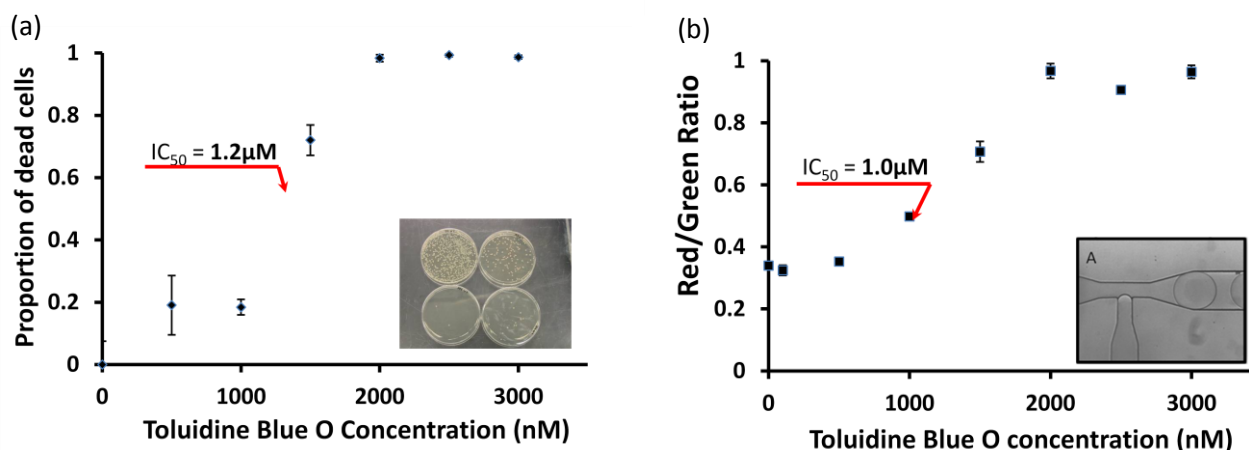 (a)
Proportion of dead cells
1
0.8
0.6
0.4
0.2
0
IC50 = 1.2µM
0 1000 2000 3000
Toluidine Blue O Concentration (nM)
(b)
Red/Green Ratio
1
0.8
0.6
0.4
0.2
0
IC50 = 1.0µM
A
0 1000 2000 3000
Toluidine Blue O concentration (nM)